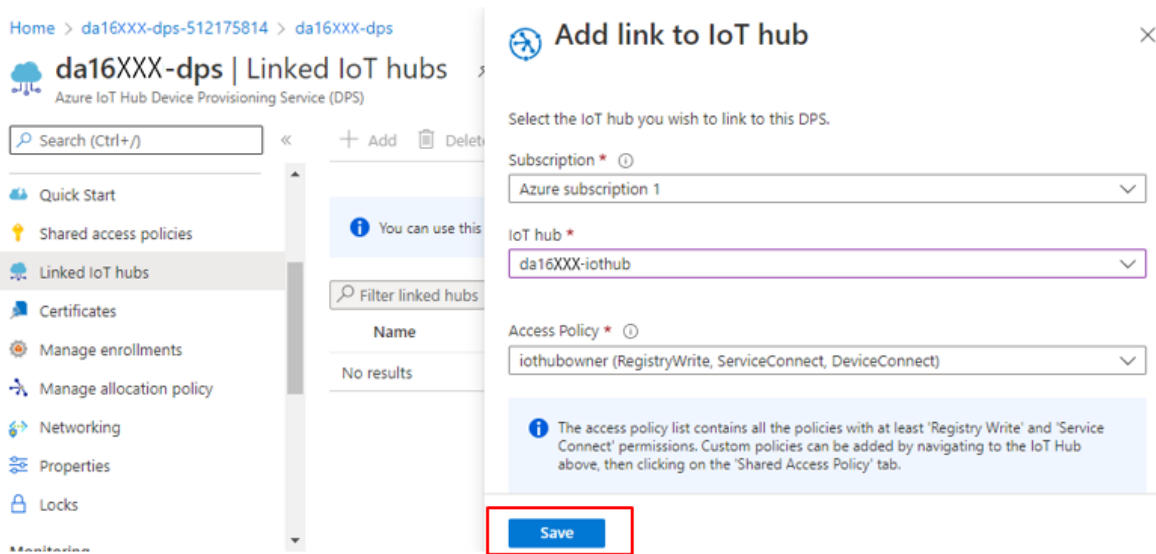 Home > da16XXX-dps-512175814 > da16XXX-dps
da16XXX-dps | Linked IoT hubs
Azure IoT Hub Device Provisioning Service (DPS)
Search (Ctrl+/)
«
Add
Delete
Quick Start
Shared access policies
Linked IoT hubs
Certificates
Manage enrollments
Manage allocation policy
Networking
Properties
Locks
Monitoring
You can use this
Filter linked hubs
Name
No results
Add link to IoT hub
Select the IoT hub you wish to link to this DPS.
Subscription *
Azure subscription 1
IoT hub *
da16XXX-iothub
Access Policy *
iothubowner (RegistryWrite, ServiceConnect, DeviceConnect)
The access policy list contains all the policies with at least 'Registry Write' and 'Service
Connect' permissions. Custom policies can be added by navigating to the IoT Hub
above, then clicking on the 'Shared Access Policy' tab.
Save